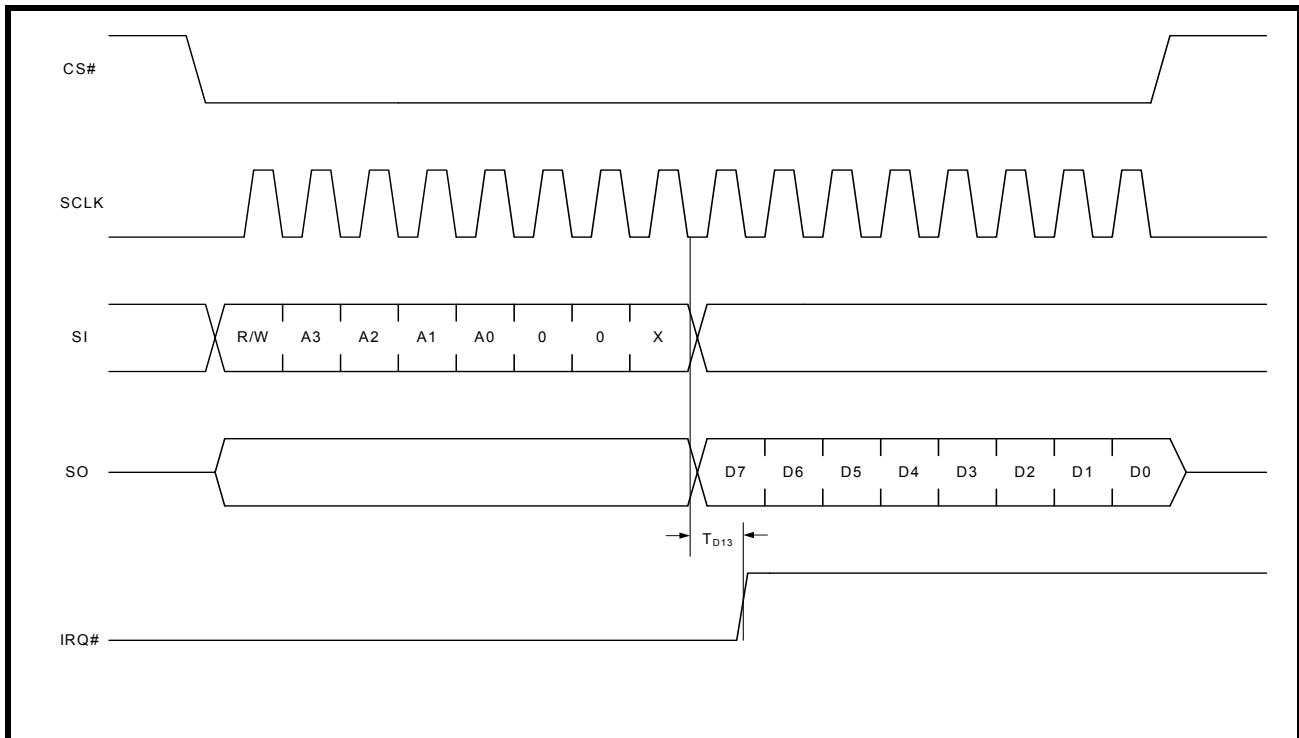 CS#
SCLK
SI R/W A3 A2 A1 A0 0 0 X
SO D7 D6 D5 D4 D3 D2 D1 D0
TD13
IRQ#